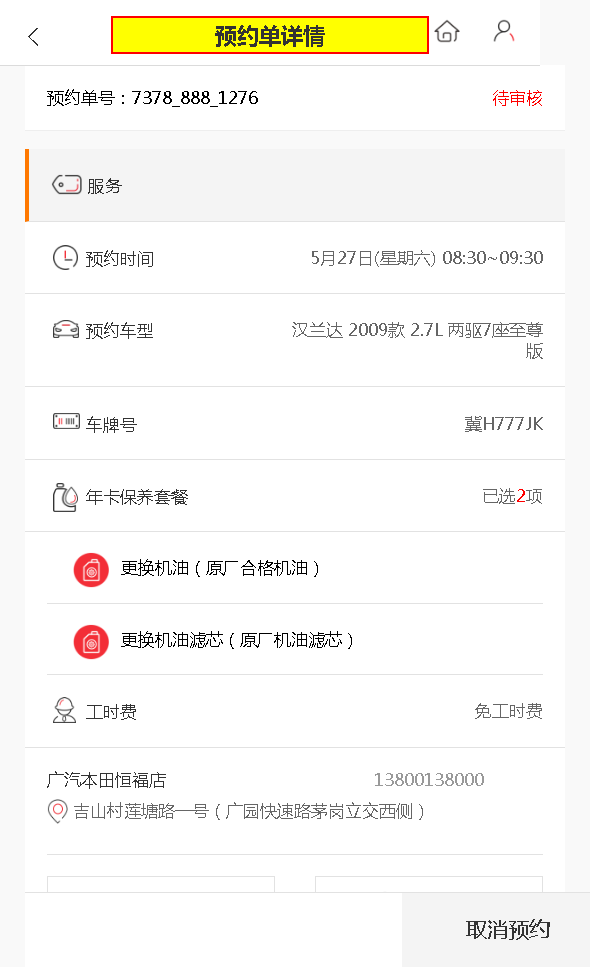 预约单详情
预约单号：7378_888_1276 待审核
服务
预约时间 5月27日(星期六) 08:30~09:30
预约车型 汉兰达 2009款 2.7L 两驱7座至尊
版
车牌号 冀H777JK
年卡保养套餐 已选2项
更换机油（原厂合格机油）
更换机油滤芯（原厂机油滤芯）
工时费 免工时费
广汽本田恒福店 13800138000
吉山村莲塘路一号（广园快速路茅岗立交西侧）
取消预约